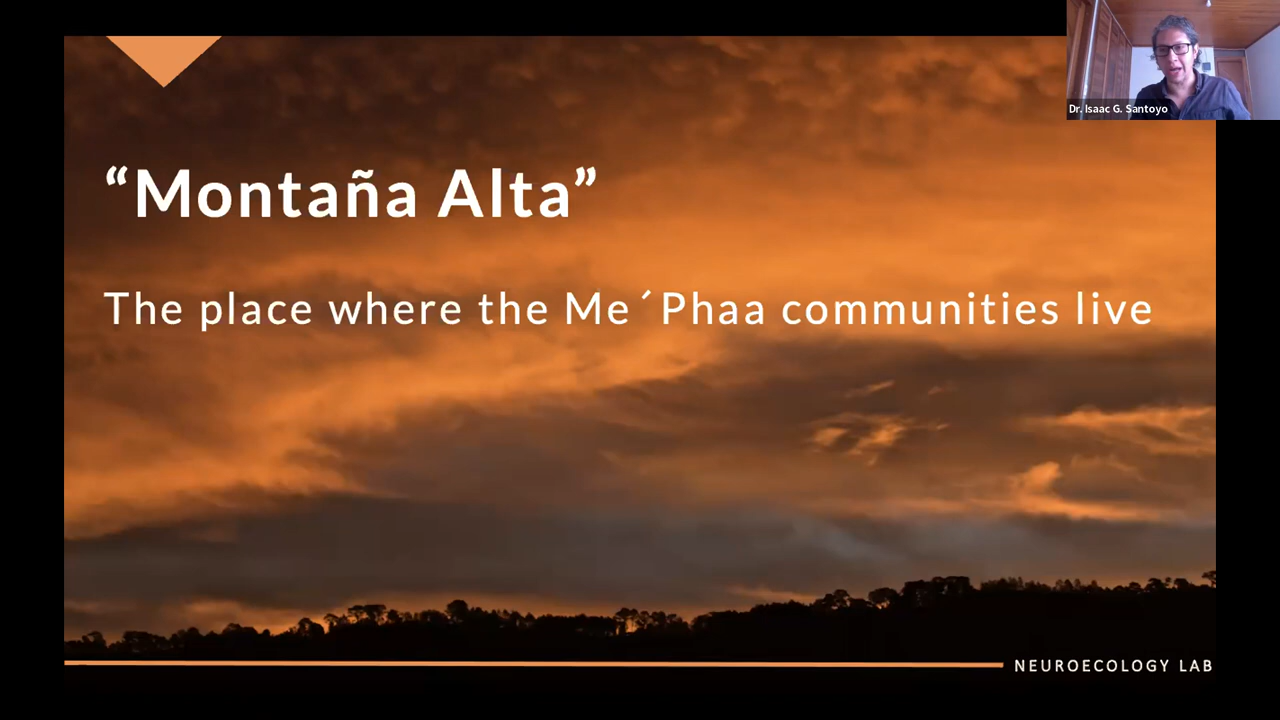 Dr. Isaac G. Santoyo
“Montaña Alta”
The place where the Me´Phaa communities live
NEUROECOLOGY LAB